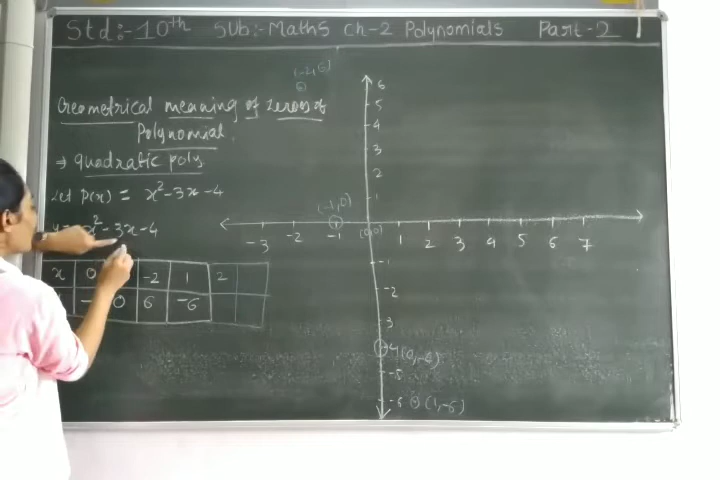 Std:-10th Sub:-Maths Ch-2 Polynomials Part-2
Geometrical meaning of zeroes of
Polynomial.
⇒ quadratic poly
Let P(x) = x²-3x-4
x²-3x-4
x 0 -2 1 2
0 6 -6
(-2,6)
6
5
4
3
2
1
(-1,0)
(0,0)
-3 -2 -1 1 2 3 4 5 6 7
-1
-2
3
4(0,-4)
-5
-6 (1,-6)